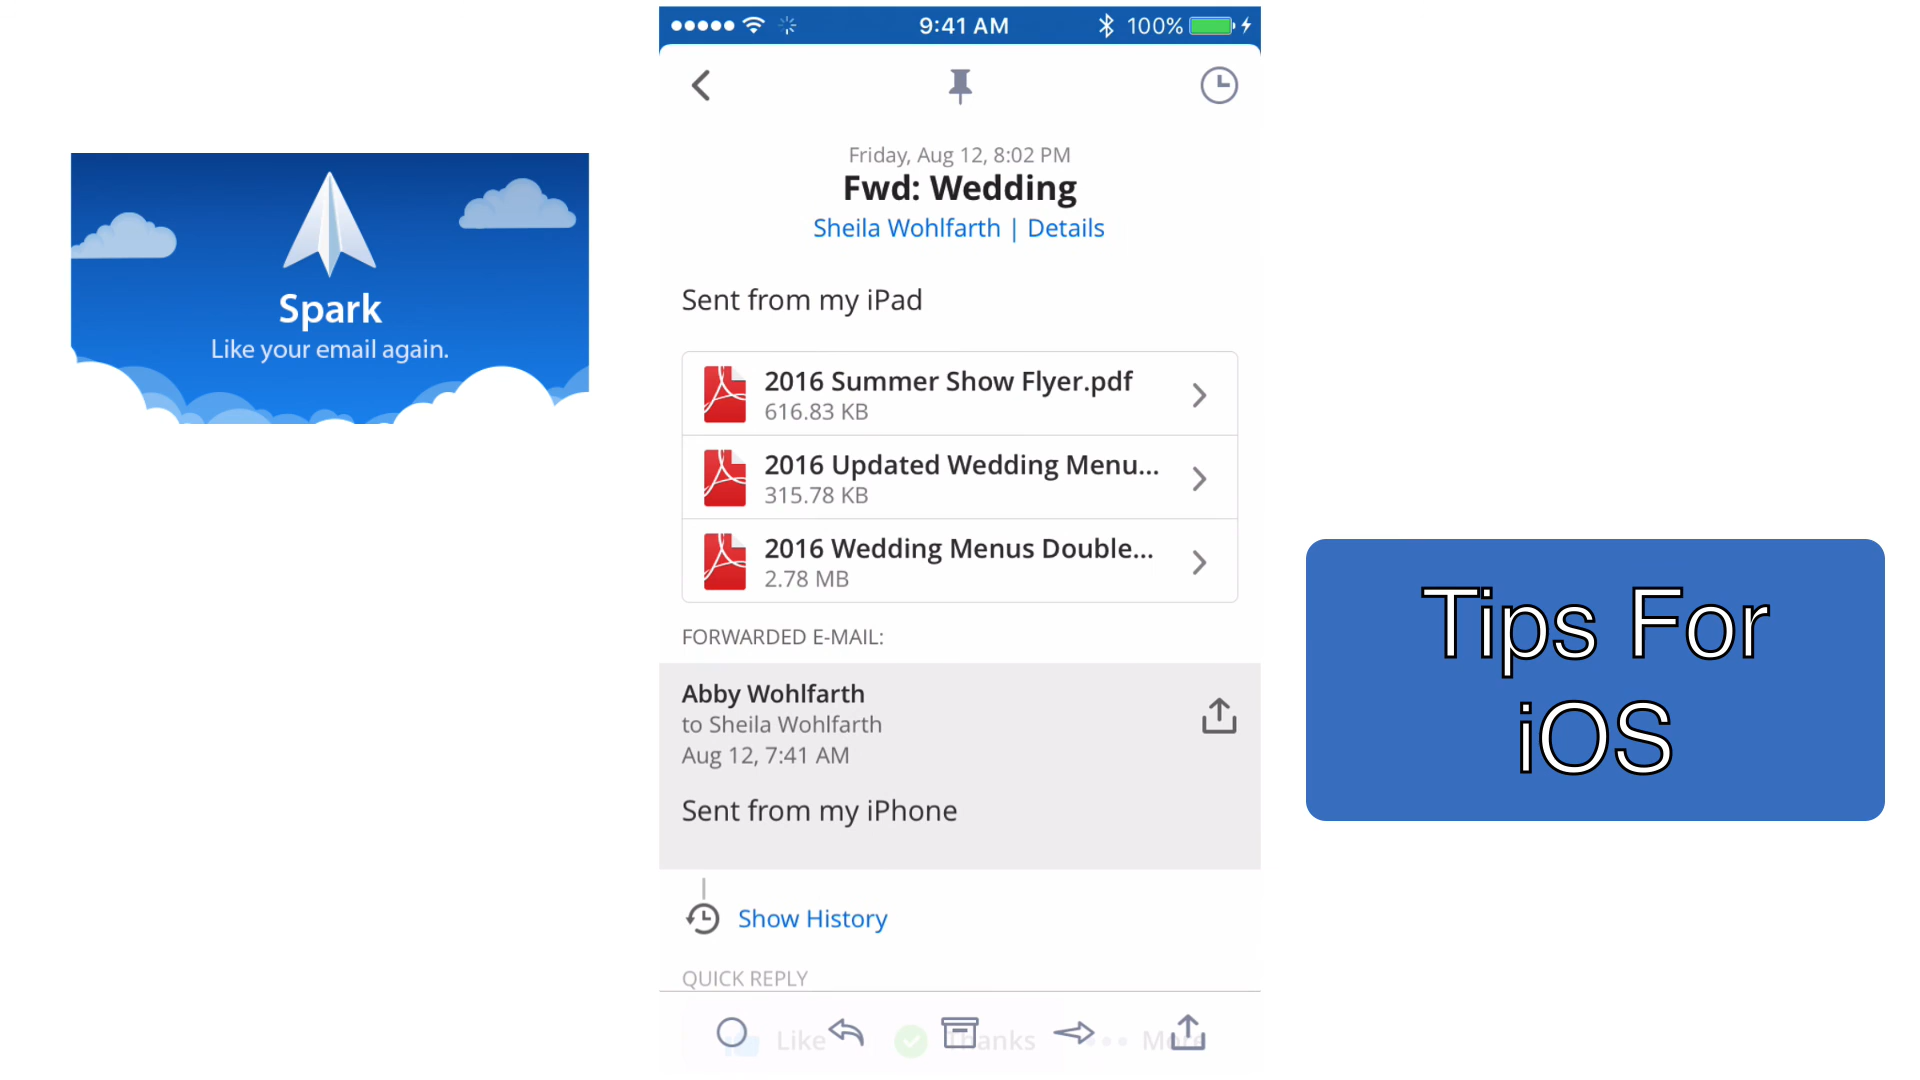 9:41 AM
100%
Friday, Aug 12, 8:02 PM
Fwd: Wedding
Sheila Wohlfarth | Details
Spark
Like your email again.
Sent from my iPad
2016 Summer Show Flyer.pdf
616.83 KB
2016 Updated Wedding Menu...
315.78 KB
2016 Wedding Menus Double...
2.78 MB
FORWARDED E-MAIL:
Abby Wohlfarth
to Sheila Wohlfarth
Aug 12, 7:41 AM
Sent from my iPhone
Tips For
iOS
Show History
QUICK REPLY
Like
Thanks
More